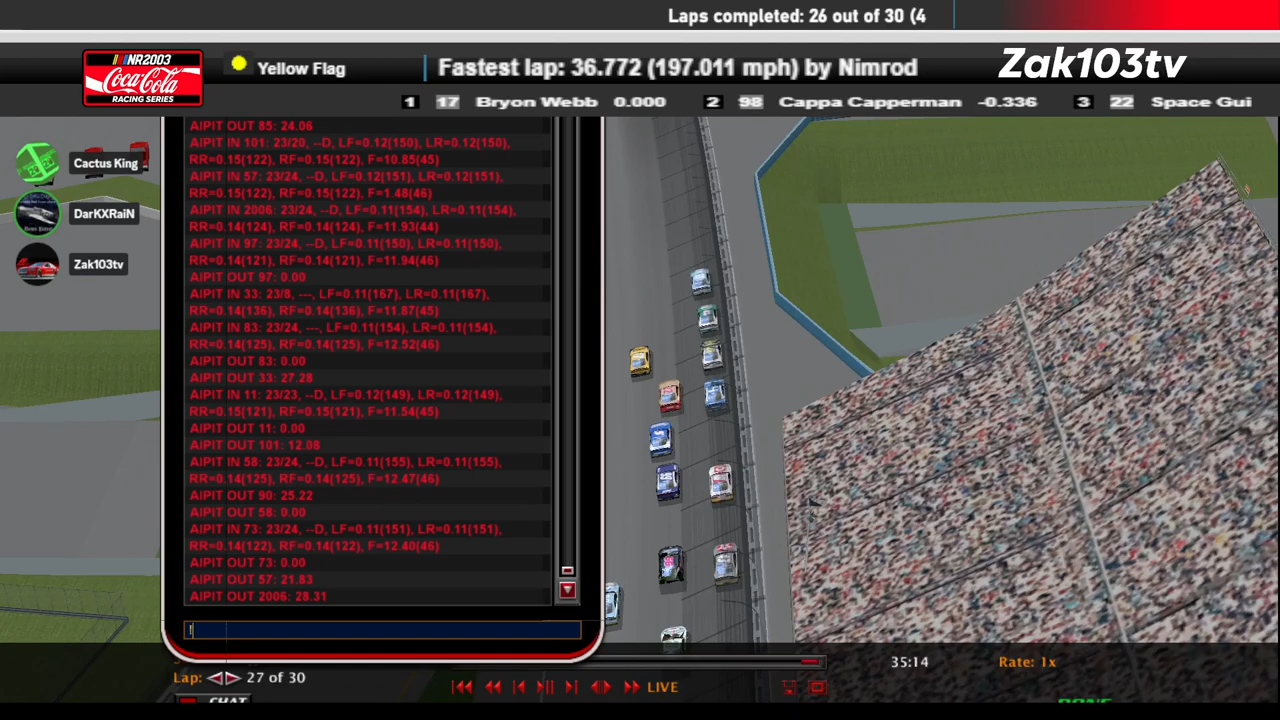 Laps completed: 26 out of 30 (4
NR2003
Coca-Cola
RACING SERIES
Yellow Flag
Fastest lap: 36.772 (197.011 mph) by Nimrod
Zak103tv
1 17 Bryon Webb 0.000 2 98 Cappa Capperman -0.336 3 22 Space Gui
Cactus King
DarKXRaiN
Zak103tv
AIPIT OUT 85: 24.06
AIPIT IN 101: 23/20, --D, LF=0.12(150), LR=0.12(150),
RR=0.15(122), RF=0.15(122), F=10.85(45)
AIPIT IN 57: 23/24, --D, LF=0.12(151), LR=0.12(151),
RR=0.15(122), RF=0.15(122), F=1.48(46)
AIPIT IN 2006: 23/24, --D, LF=0.11(154), LR=0.11(154),
RR=0.14(124), RF=0.14(124), F=11.93(44)
AIPIT IN 97: 23/24, --D, LF=0.11(150), LR=0.11(150),
RR=0.14(121), RF=0.14(121), F=11.94(46)
AIPIT OUT 97: 0.00
AIPIT IN 33: 23/8, ---, LF=0.11(167), LR=0.11(167),
RR=0.14(136), RF=0.14(136), F=11.87(45)
AIPIT IN 83: 23/24, ---, LF=0.11(154), LR=0.11(154),
RR=0.14(125), RF=0.14(125), F=12.52(46)
AIPIT OUT 83: 0.00
AIPIT OUT 33: 27.28
AIPIT IN 11: 23/23, --D, LF=0.12(149), LR=0.12(149),
RR=0.15(121), RF=0.15(121), F=11.54(45)
AIPIT OUT 11: 0.00
AIPIT OUT 101: 12.08
AIPIT IN 58: 23/24, --D, LF=0.11(155), LR=0.11(155),
RR=0.14(125), RF=0.14(125), F=12.47(46)
AIPIT OUT 90: 25.22
AIPIT OUT 58: 0.00
AIPIT IN 73: 23/24, --D, LF=0.11(151), LR=0.11(151),
RR=0.14(122), RF=0.14(122), F=12.40(46)
AIPIT OUT 73: 0.00
AIPIT OUT 57: 21.83
AIPIT OUT 2006: 28.31
!
35:14
Rate: 1x
Lap: 27 of 30
LIVE
CHAT